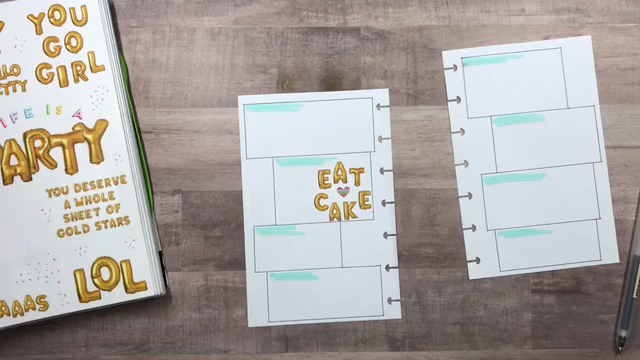 YOU
GO
GIRL
LIFE IS A
PARTY
YOU DESERVE
A WHOLE
SHEET OF
GOLD STARS
LOL
EAT
CAKE